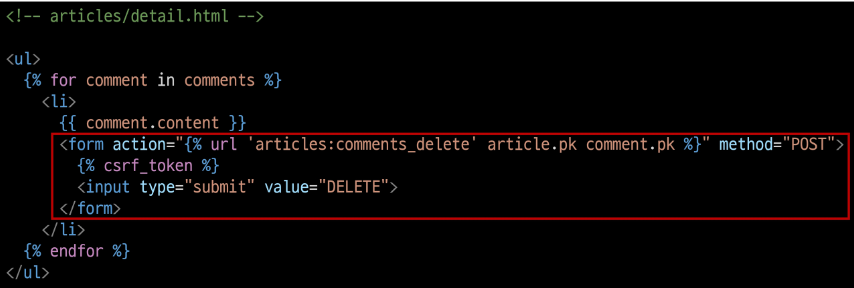 <!-- articles/detail.html -->
<ul>
{% for comment in comments %}
<li>
{{ comment.content }}
<form action="{% url 'articles:comments_delete' article.pk comment.pk %}" method="POST">
{% csrf_token %}
<input type="submit" value="DELETE">
</form>
</li>
{% endfor %}
</ul>